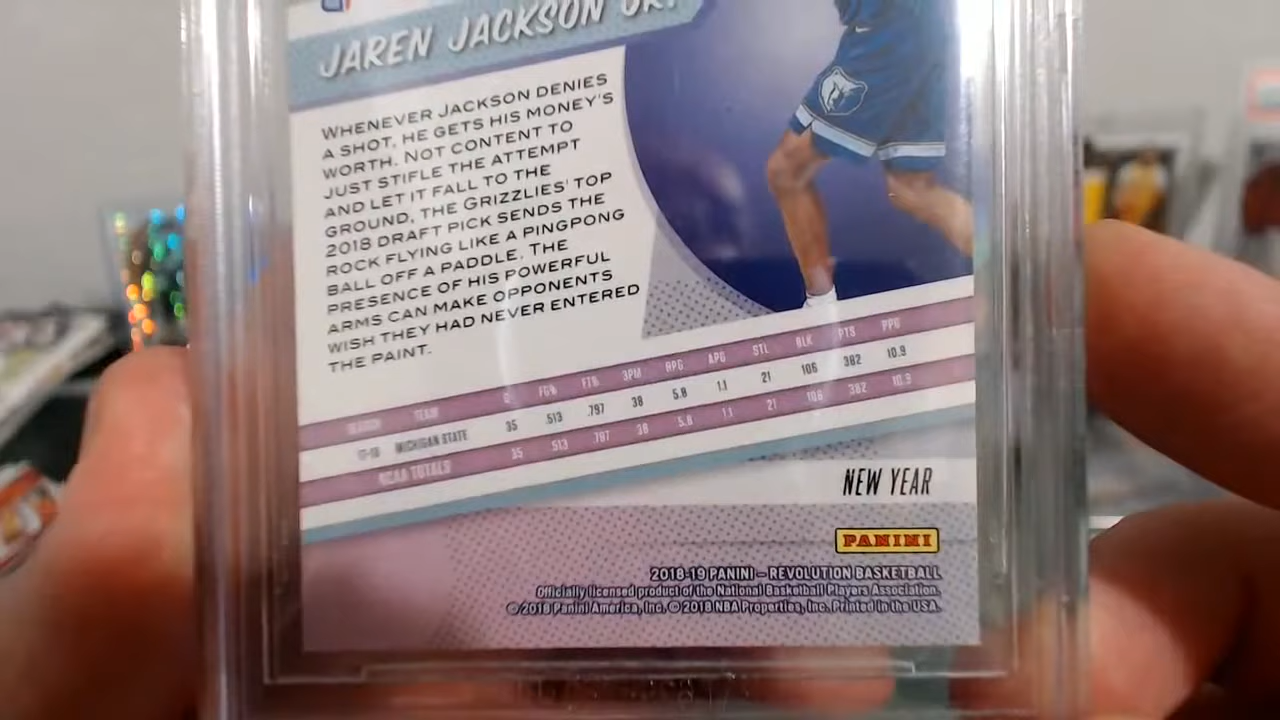 JAREN JACKSON JR.
WHENEVER JACKSON DENIES
A SHOT, HE GETS HIS MONEY'S
WORTH. NOT CONTENT TO
JUST STIFLE THE ATTEMPT
AND LET IT FALL TO THE
GROUND, THE GRIZZLIES' TOP
2018 DRAFT PICK SENDS THE
ROCK FLYING LIKE A PINGPONG
BALL OFF A PADDLE. THE
PRESENCE OF HIS POWERFUL
ARMS CAN MAKE OPPONENTS
WISH THEY HAD NEVER ENTERED
THE PAINT.
SEASON TEAM G FG% FT% 3PM RPG APG STL BLK PTS PPG
17-18 MICHIGAN STATE 35 .513 .797 38 5.8 1.1 21 106 382 10.9
NCAA TOTALS 35 .513 .797 38 5.8 1.1 21 106 382 10.9
NEW YEAR
PANINI
2018-19 PANINI – REVOLUTION BASKETBALL
Officially licensed product of the National Basketball Players Association.
© 2018 Panini America, Inc. © 2018 NBA Properties, Inc. Printed in the USA.